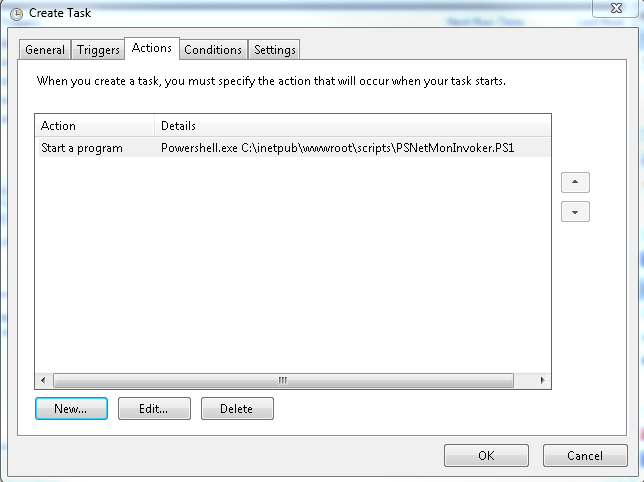 Create Task
General Triggers Actions Conditions Settings
When you create a task, you must specify the action that will occur when your task starts.
Action Details
Start a program Powershell.exe C:\inetpub\wwwroot\scripts\PSNetMonInvoker.PS1
New... Edit... Delete
OK Cancel